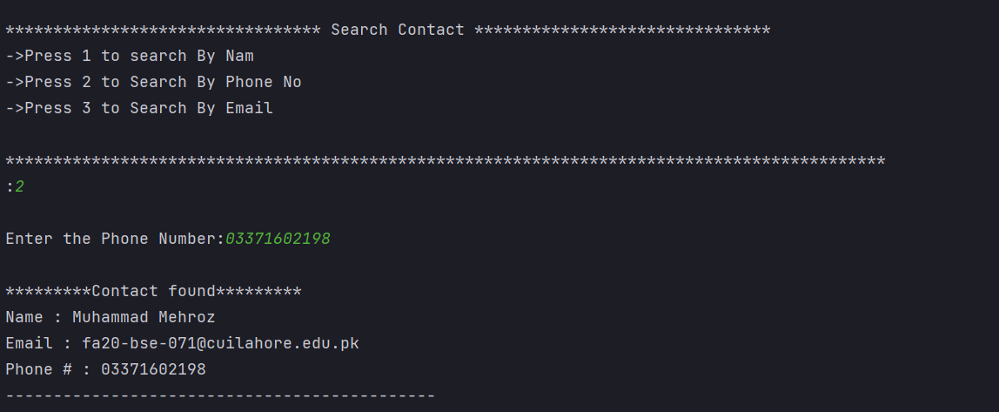 ********************************* Search Contact *******************************
->Press 1 to search By Nam
->Press 2 to Search By Phone No
->Press 3 to Search By Email
********************************************************************************************
:2
Enter the Phone Number:03371602198
*********Contact found*********
Name : Muhammad Mehroz
Email : fa20-bse-071@cuilahore.edu.pk
Phone # : 03371602198
---------------------------------------------